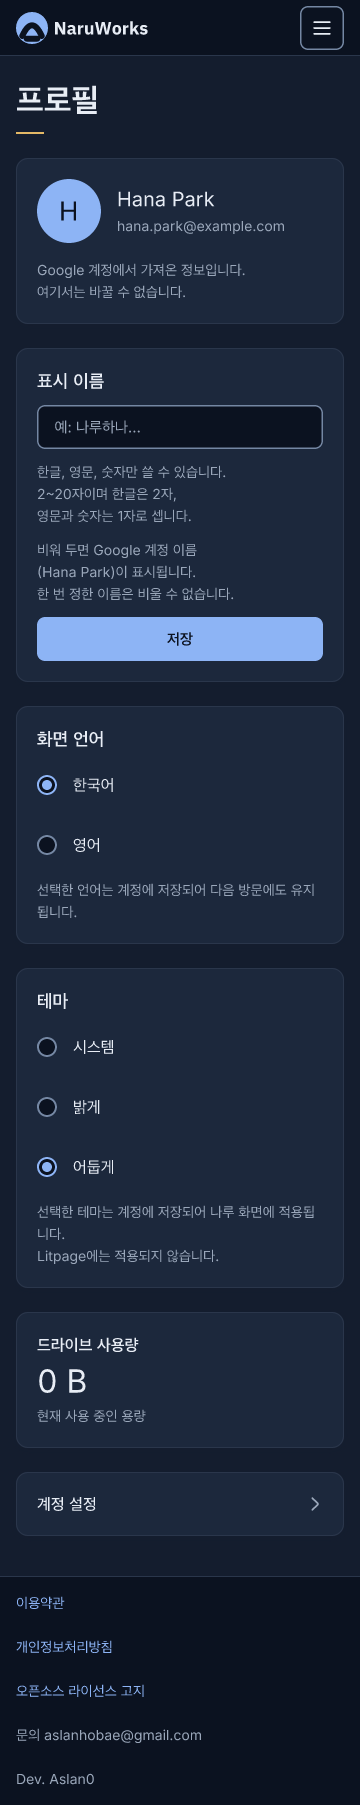 NaruWorks
프로필
H
Hana Park
hana.park@example.com
Google 계정에서 가져온 정보입니다.
여기서는 바꿀 수 없습니다.
표시 이름
예: 나루하나...
한글, 영문, 숫자만 쓸 수 있습니다.
2~20자이며 한글은 2자,
영문과 숫자는 1자로 셉니다.
비워 두면 Google 계정 이름
(Hana Park)이 표시됩니다.
한 번 정한 이름은 비울 수 없습니다.
저장
화면 언어
한국어
영어
선택한 언어는 계정에 저장되어 다음 방문에도 유지
됩니다.
테마
시스템
밝게
어둡게
선택한 테마는 계정에 저장되어 나루 화면에 적용됩
니다.
Litpage에는 적용되지 않습니다.
드라이브 사용량
0 B
현재 사용 중인 용량
계정 설정
이용약관
개인정보처리방침
오픈소스 라이선스 고지
문의 aslanhobae@gmail.com
Dev. Aslan0